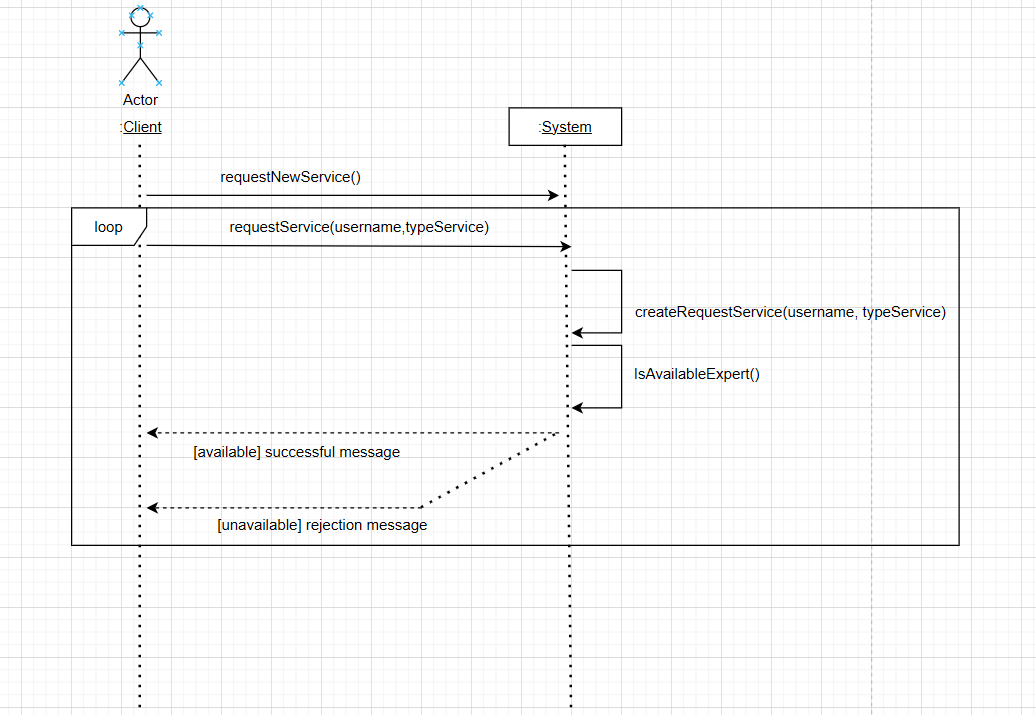 Actor
:Client
:System
requestNewService()
loop
requestService(username,typeService)
createRequestService(username, typeService)
IsAvailableExpert()
[available] successful message
[unavailable] rejection message